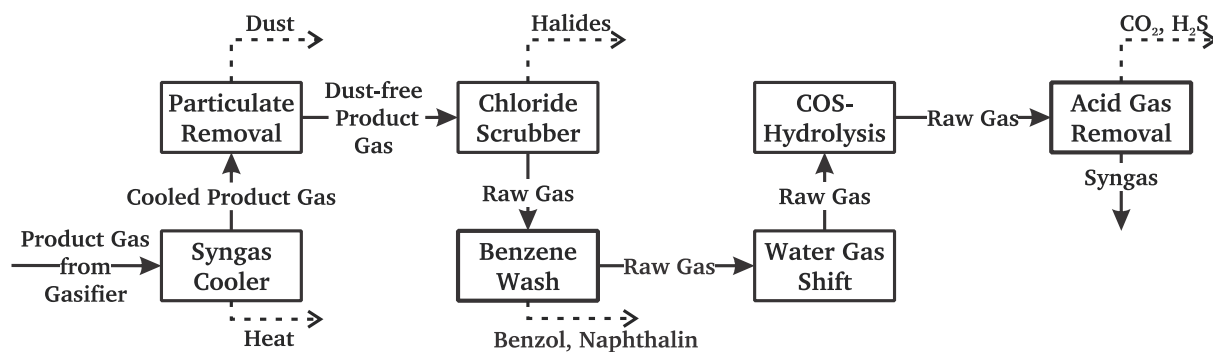 Product Gas
from
Gasifier
Syngas
Cooler
Heat
Cooled Product Gas
Particulate
Removal
Dust
Dust-free
Product
Gas
Chloride
Scrubber
Halides
Raw Gas
Benzene
Wash
Benzol, Naphthalin
Raw Gas
Water Gas
Shift
Raw Gas
COS-
Hydrolysis
Raw Gas
Acid Gas
Removal
CO₂, H₂S
Syngas